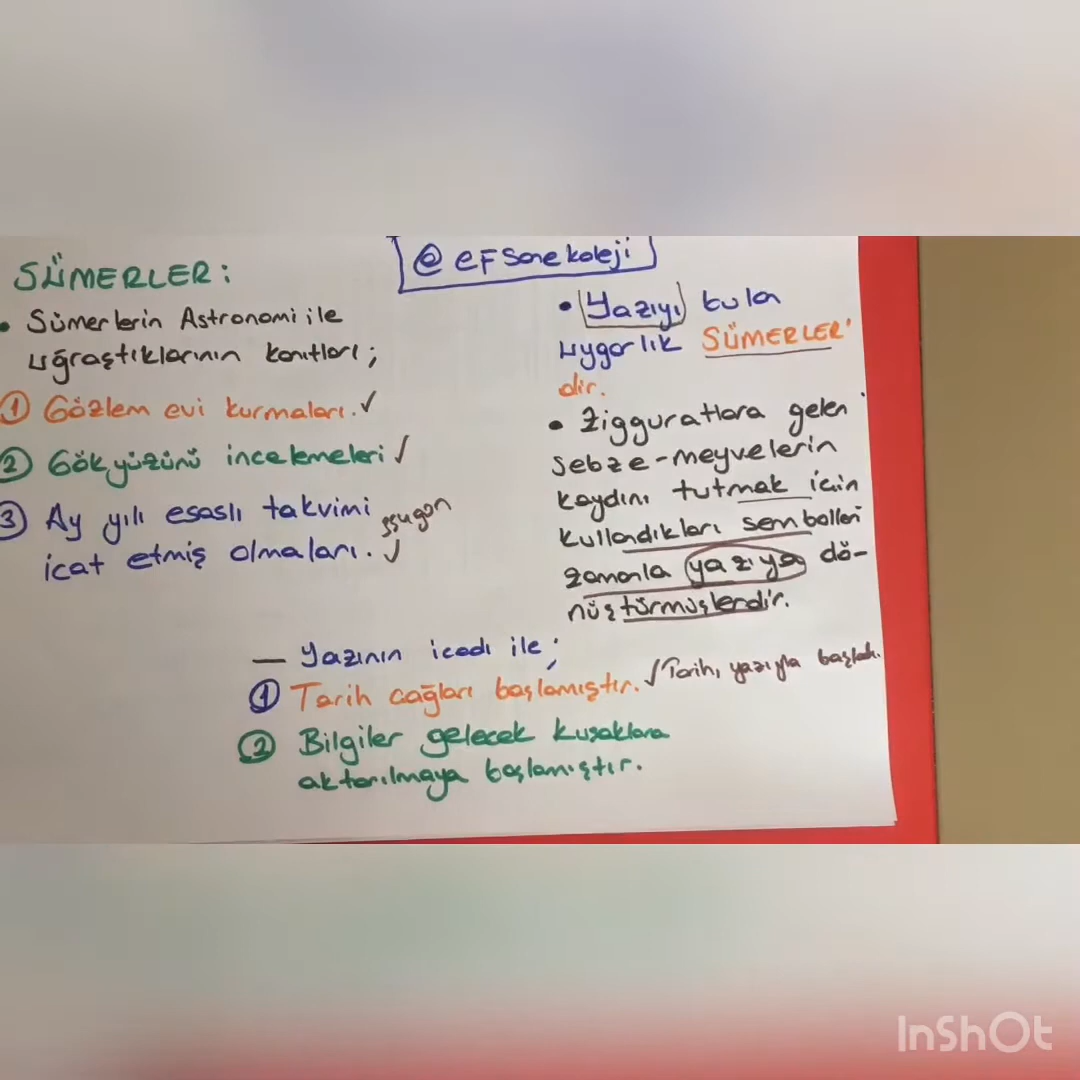 @efsanekoleji
SÜMERLER:
• Sümerlerin Astronomi ile
uğraştıklarının kanıtları;
① Gözlem evi kurmaları. ✓
② Gökyüzünü incelemeleri ✓
③ Ay yılı esaslı takvimi
icat etmiş olmaları. ✓
• Yazıyı bulan
uygarlık SÜMERLER'
dir.
• Zigguratlara gelen
sebze-meyvelerin
kaydını tutmak için
kullandıkları sembolleri
zamanla yazıya dö-
nüştürmüşlerdir.
— Yazının icadı ile;
① Tarih çağları başlamıştır. ✓ Tarih, yazıyla başladı.
② Bilgiler gelecek kuşaklara
aktarılmaya başlamıştır.
InShOt